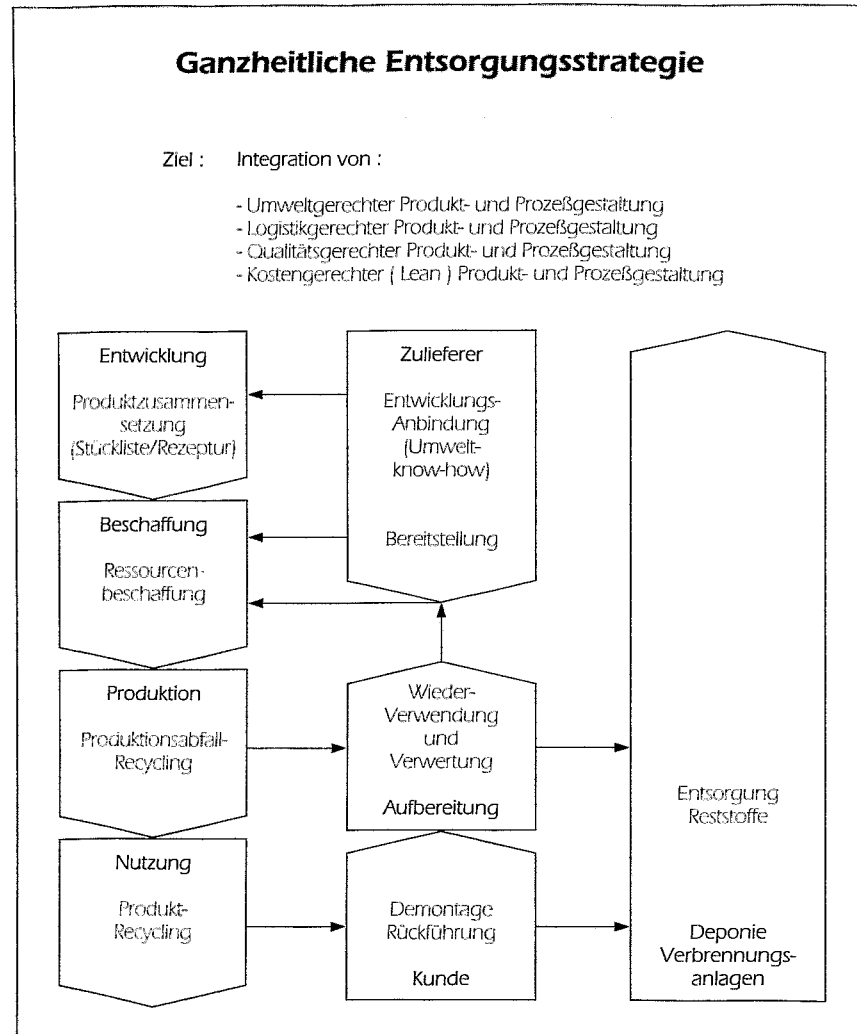 Ganzheitliche Entsorgungsstrategie
Ziel : Integration von :
- Umweltgerechter Produkt- und Prozeßgestaltung
- Logistikgerechter Produkt- und Prozeßgestaltung
- Qualitätsgerechter Produkt- und Prozeßgestaltung
- Kostengerechter ( Lean ) Produkt- und Prozeßgestaltung
Entwicklung
Produktzusammen-
setzung
(Stückliste/Rezeptur)
Zulieferer
Entwicklungs-
Anbindung
(Umwelt-
know-how)
Bereitstellung
Beschaffung
Ressourcen-
beschaffung
Produktion
Produktionsabfall-
Recycling
Wieder-
Verwendung
und
Verwertung
Aufbereitung
Nutzung
Produkt-
Recycling
Demontage
Rückführung
Kunde
Entsorgung
Reststoffe
Deponie
Verbrennungs-
anlagen